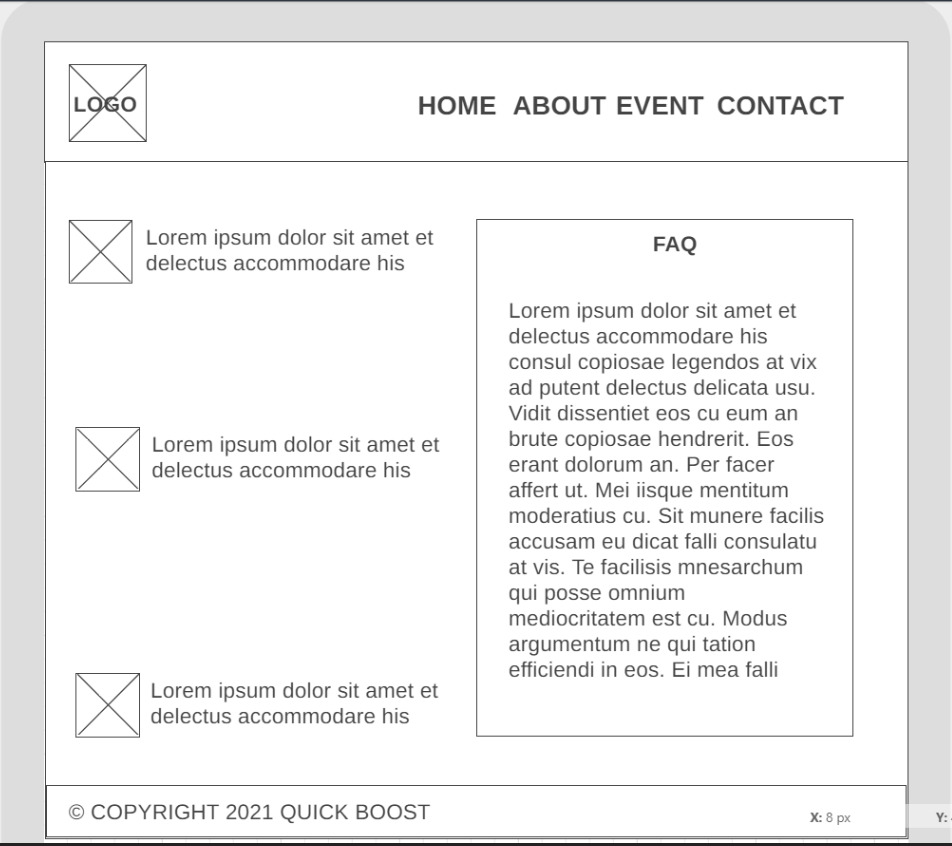 LOGO
HOME ABOUT EVENT CONTACT
Lorem ipsum dolor sit amet et
delectus accommodare his
Lorem ipsum dolor sit amet et
delectus accommodare his
Lorem ipsum dolor sit amet et
delectus accommodare his
FAQ
Lorem ipsum dolor sit amet et
delectus accommodare his
consul copiosae legendos at vix
ad putent delectus delicata usu.
Vidit dissentiet eos cu eum an
brute copiosae hendrerit. Eos
erant dolorum an. Per facer
affert ut. Mei iisque mentitum
moderatius cu. Sit munere facilis
accusam eu dicat falli consulatu
at vis. Te facilisis mnesarchum
qui posse omnium
mediocritatem est cu. Modus
argumentum ne qui tation
efficiendi in eos. Ei mea falli
© COPYRIGHT 2021 QUICK BOOST
X: 8 px
Y: